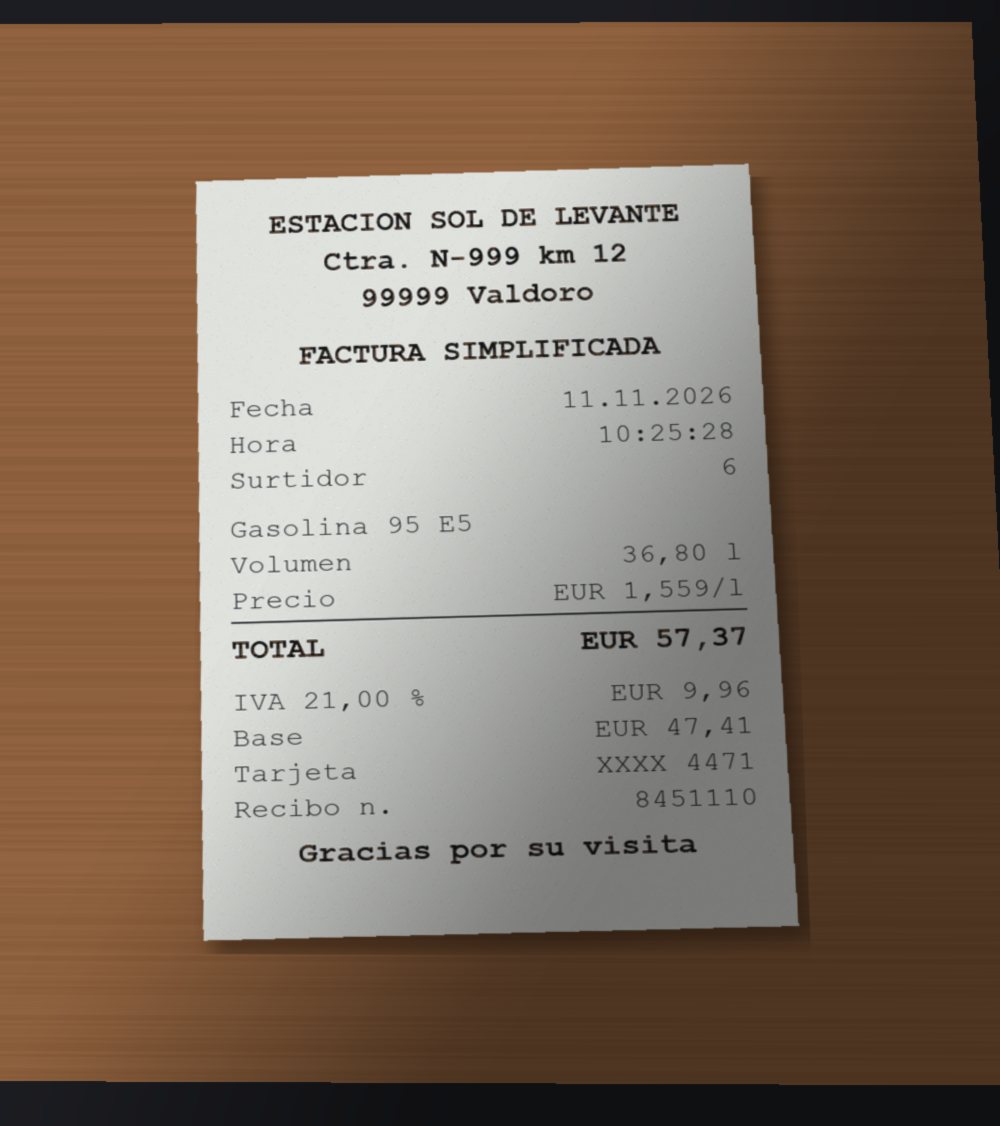 ESTACION SOL DE LEVANTE
Ctra. N-999 km 12
99999 Valdoro
FACTURA SIMPLIFICADA
Fecha 11.11.2026
Hora 10:25:28
Surtidor 6
Gasolina 95 E5
Volumen 36,80 l
Precio EUR 1,559/l
TOTAL EUR 57,37
IVA 21,00 % EUR 9,96
Base EUR 47,41
Tarjeta XXXX 4471
Recibo n. 8451110
Gracias por su visita